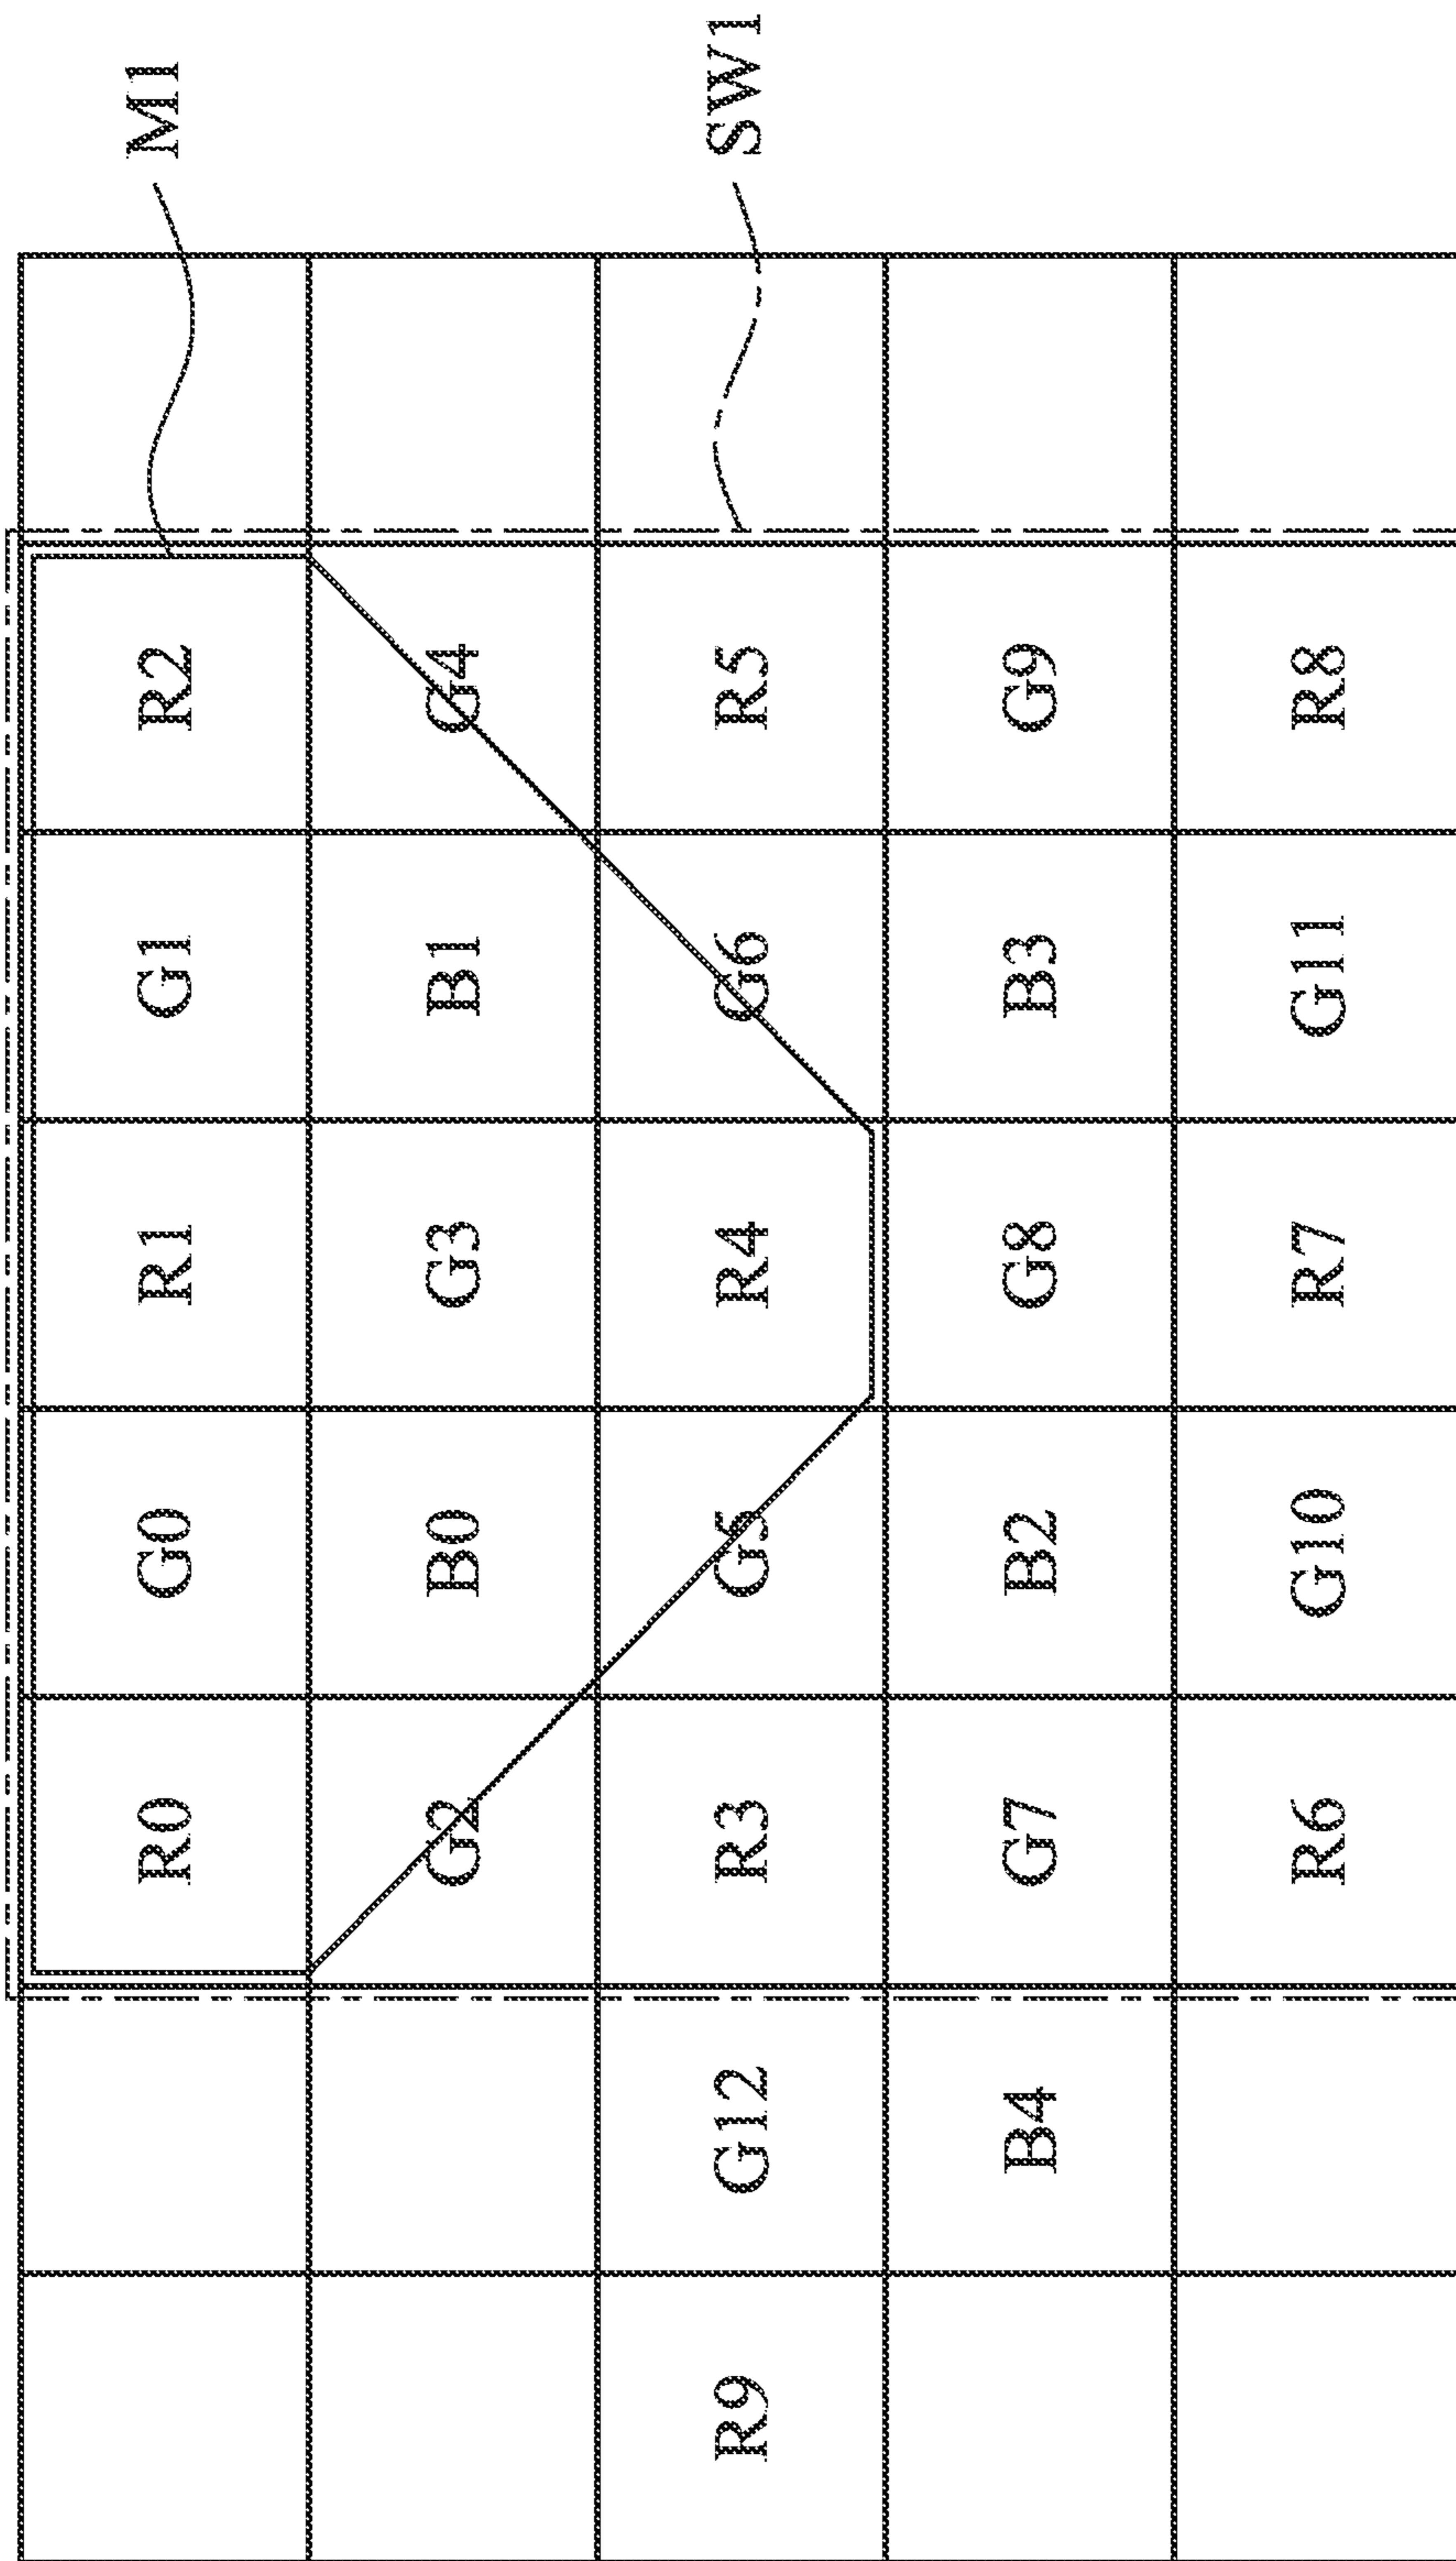 R0 G0 R1 G1 R2 M1
G2 B0 G3 B1 G4
R9 G12 R3 G5 R4 G6 R5 SW1
B4 G7 B2 G8 B3 G9
R6 G10 R7 G11 R8